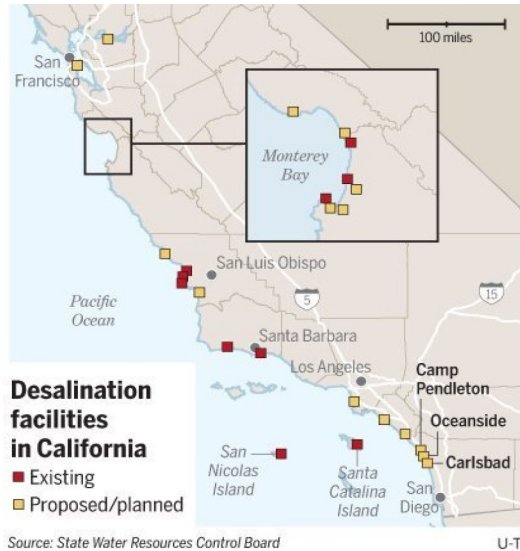 100 miles
San
Francisco
Monterey
Bay
San Luis Obispo
Pacific
Ocean
5
15
Santa Barbara
Los Angeles
Camp
Pendleton
Oceanside
Carlsbad
San
Diego
San
Nicolas
Island
Santa
Catalina
Island
Desalination
facilities
in California
Existing
Proposed/planned
Source: State Water Resources Control Board
U-T